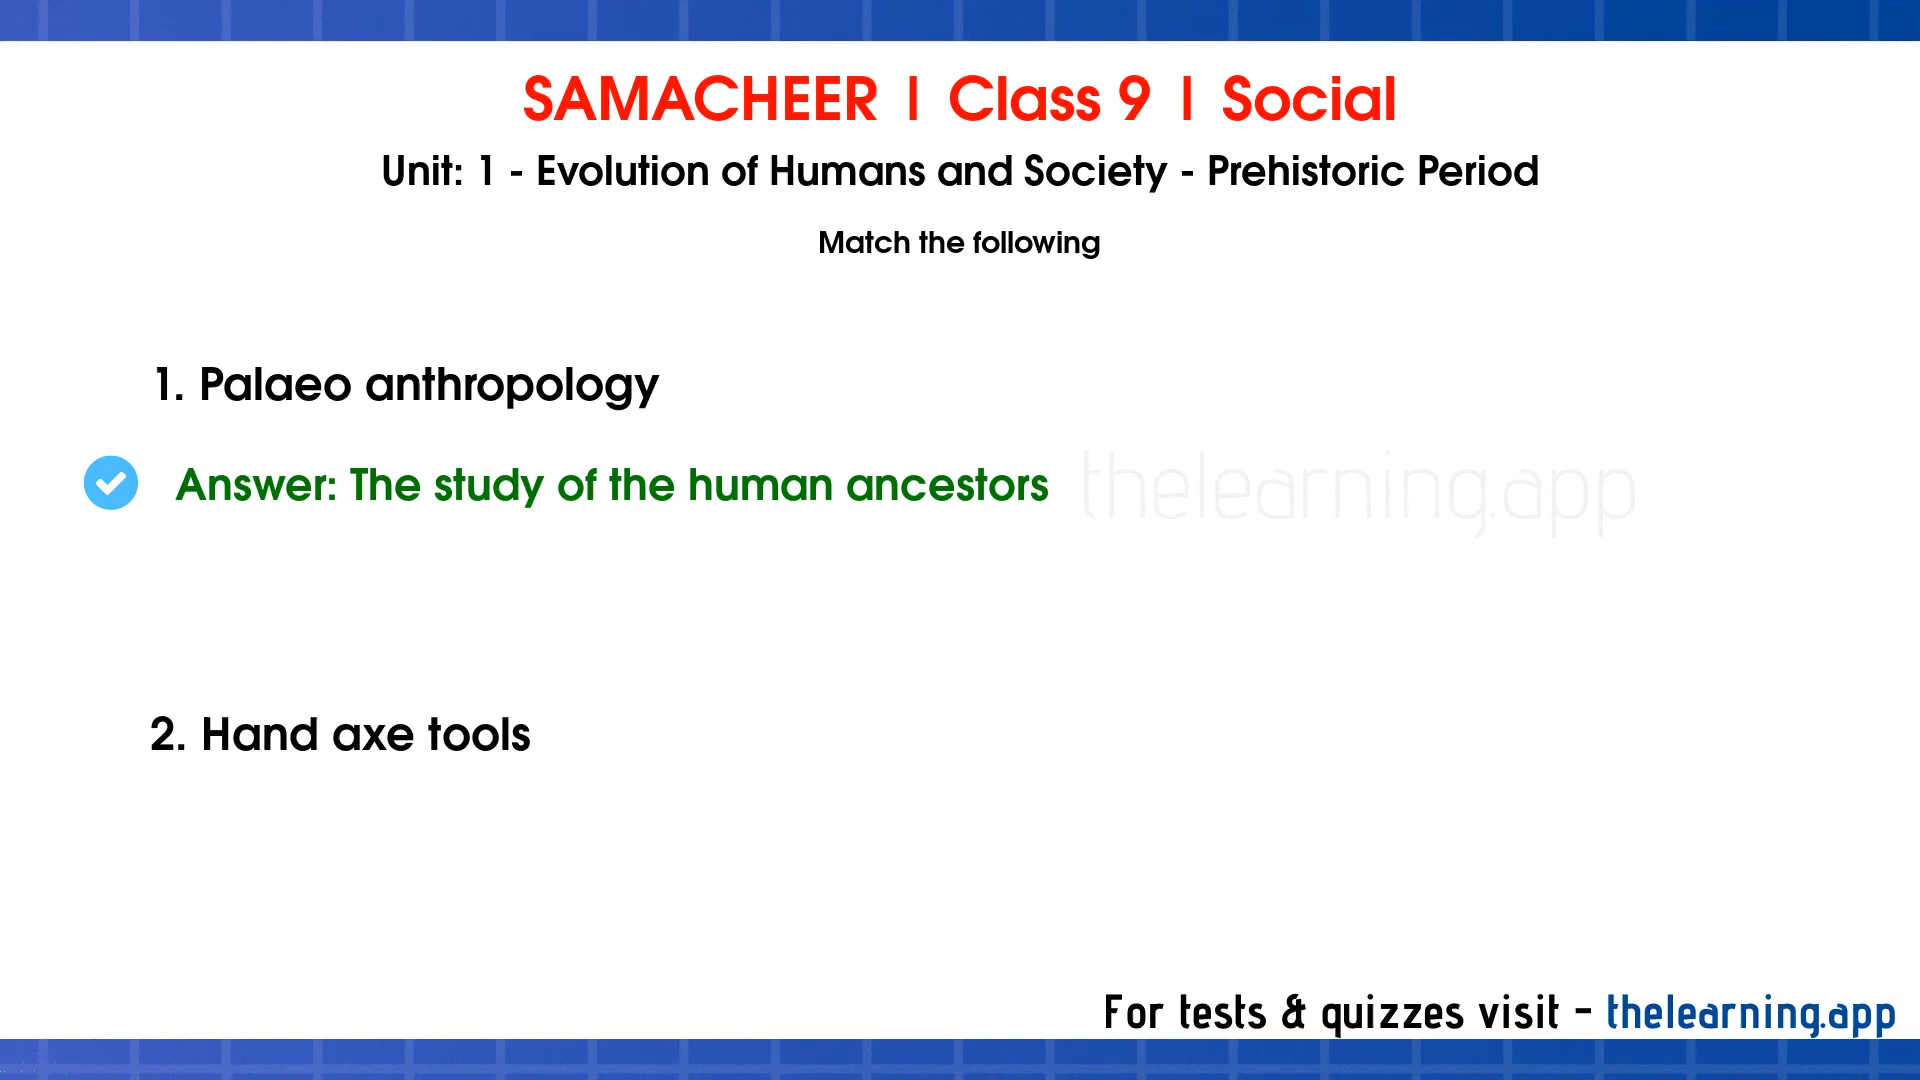 SAMACHEER | Class 9 | Social
Unit: 1 - Evolution of Humans and Society - Prehistoric Period
Match the following
1. Palaeo anthropology
Answer: The study of the human ancestors
thelearning.app
2. Hand axe tools
For tests & quizzes visit - thelearning.app